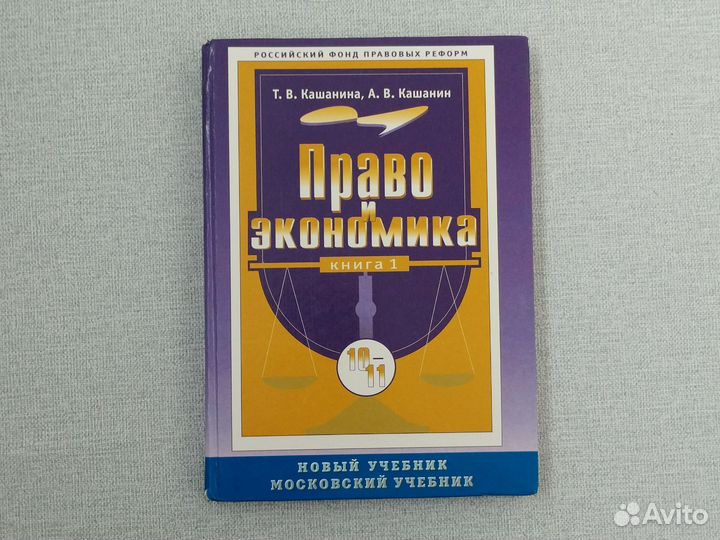 РОССИЙСКИЙ ФОНД ПРАВОВЫХ РЕФОРМ
Т. В. Кашанина, А. В. Кашанин
Право
и
экономика
книга 1
10–
11
НОВЫЙ УЧЕБНИК
МОСКОВСКИЙ УЧЕБНИК
Avito